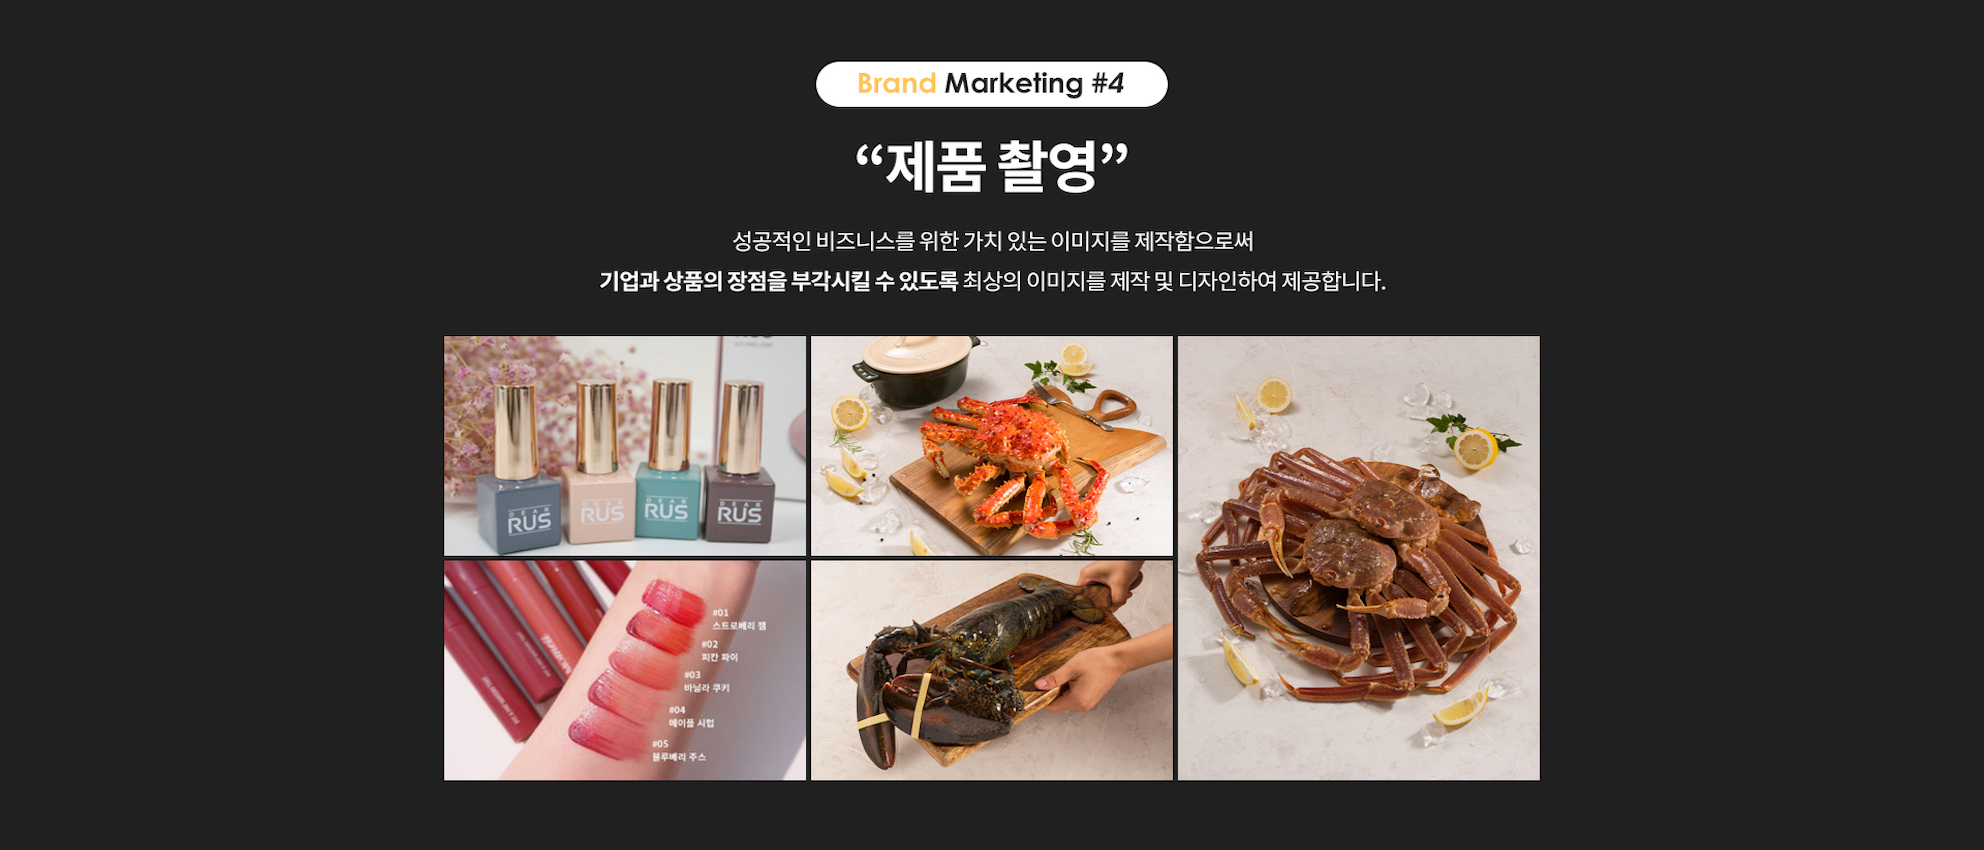 Brand Marketing #4
“제품 촬영”
성공적인 비즈니스를 위한 가치 있는 이미지를 제작함으로써
기업과 상품의 장점을 부각시킬 수 있도록 최상의 이미지를 제작 및 디자인하여 제공합니다.
DEAR
RUS
DEAR
RUS
DEAR
RUS
DEAR
RUS
#01
스트로베리 잼
#02
피칸 파이
#03
바닐라 쿠키
#04
메이플 시럽
#05
블루베리 주스